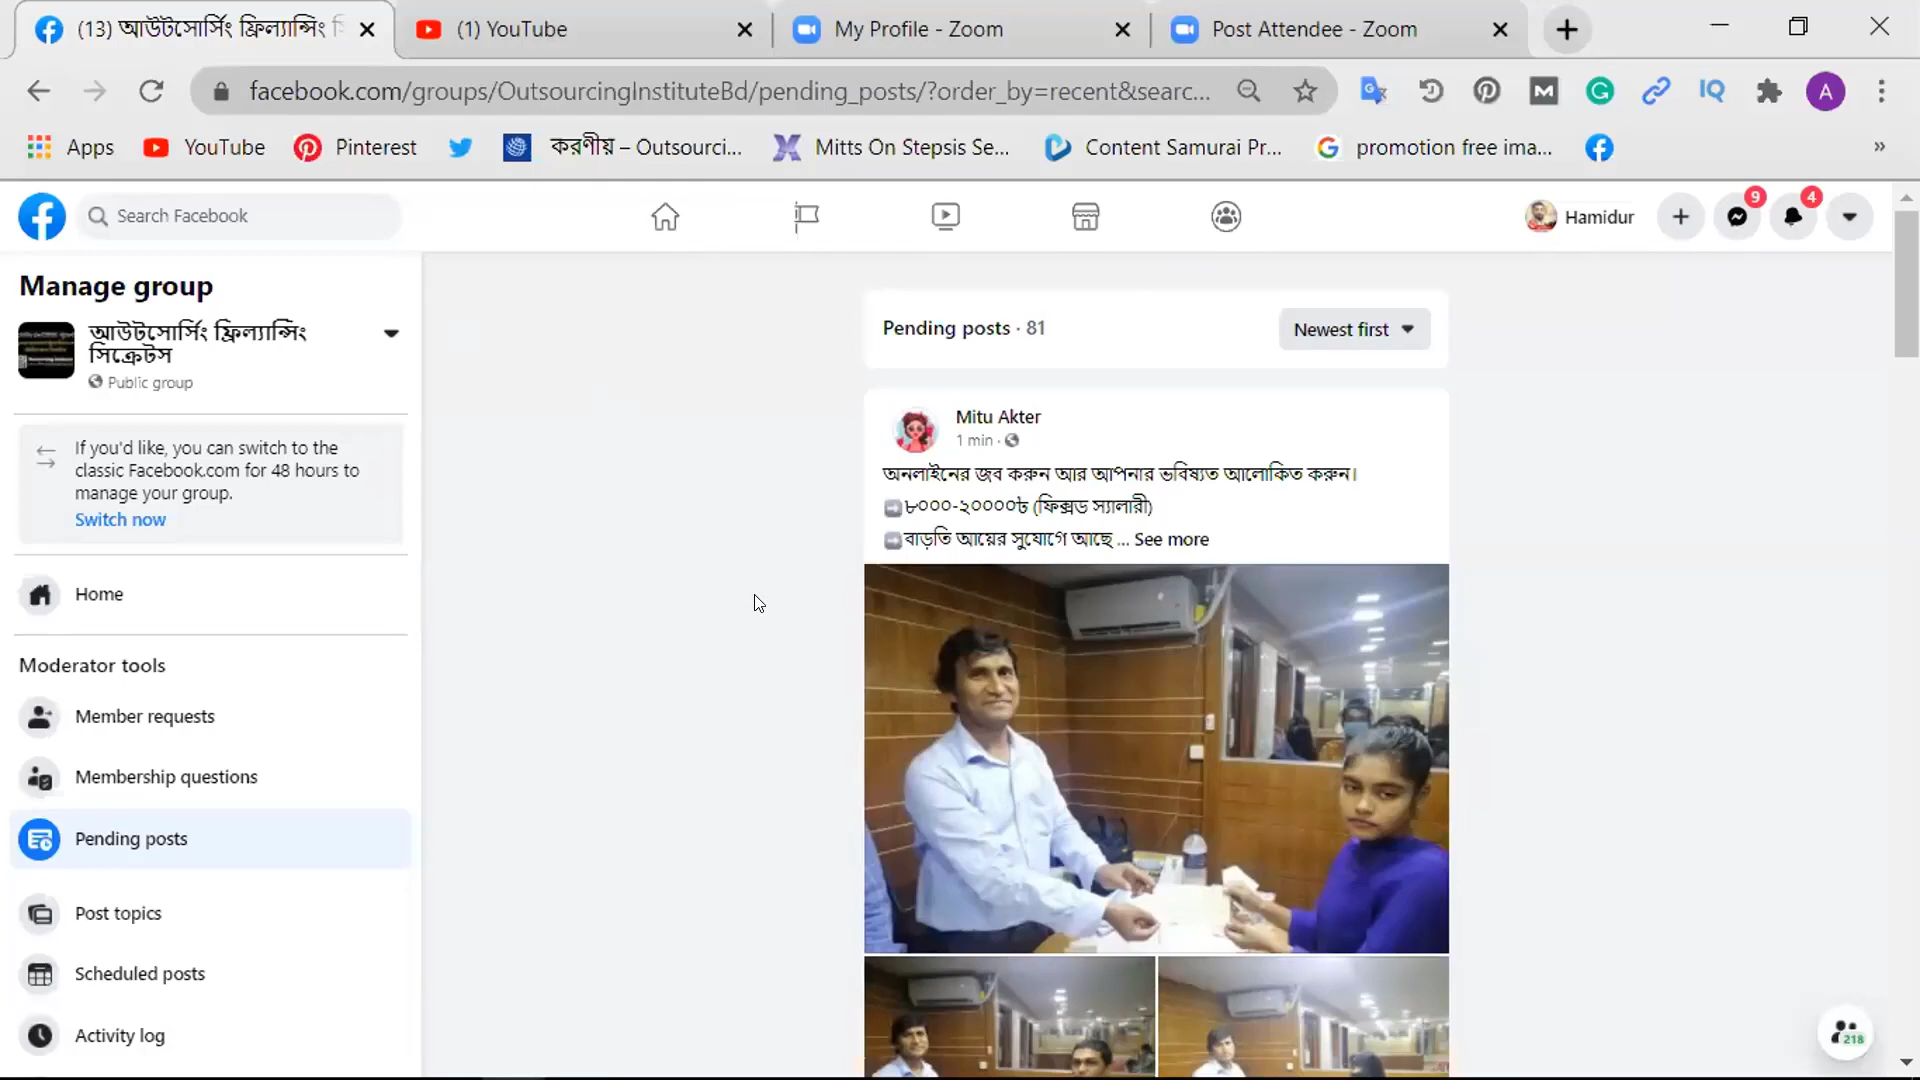 (13) আউটসোর্সিং ফ্রিল্যান্সিং সি
(1) YouTube
My Profile - Zoom
Post Attendee - Zoom
facebook.com/groups/OutsourcingInstituteBd/pending_posts/?order_by=recent&searc...
A
Apps
YouTube
Pinterest
করণীয় – Outsourci...
Mitts On Stepsis Se...
Content Samurai Pr...
promotion free ima...
»
Search Facebook
Hamidur
9
4
Manage group
আউটসোর্সিং ফ্রিল্যান্সিং
সিক্রেটস
Public group
If you'd like, you can switch to the
classic Facebook.com for 48 hours to
manage your group.
Switch now
Home
Moderator tools
Member requests
Membership questions
Pending posts
Post topics
Scheduled posts
Activity log
Pending posts · 81
Newest first
Mitu Akter
1 min ·
অনলাইনের জব করুন আর আপনার ভবিষ্যত আলোকিত করুন।
➡৮০০০-২০০০০৳ (ফিক্সড স্যালারী)
➡বাড়তি আয়ের সুযোগে আছে ... See more
218